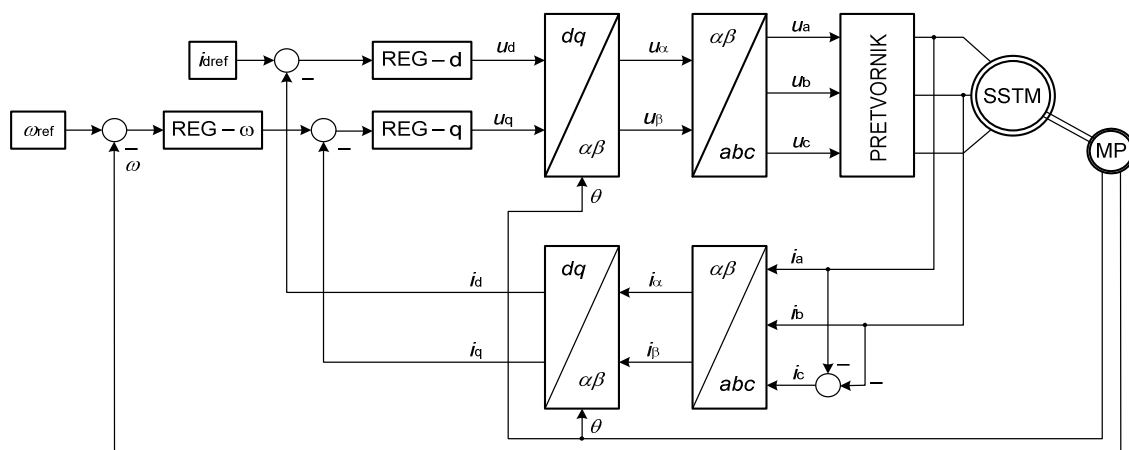 idref
REG – d
ud
dq
αβ
uα
uβ
αβ
abc
ua
ub
uc
PRETVORNIK
SSTM
MP
ωref
ω
REG – ω
REG – q
uq
θ
dq
αβ
id
iq
iα
iβ
αβ
abc
ia
ib
ic
θ
–
–
–
–
–